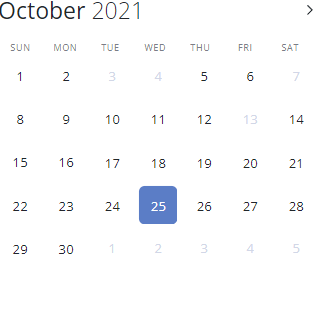 October 2021
SUN MON TUE WED THU FRI SAT
1 2 3 4 5 6 7
8 9 10 11 12 13 14
15 16 17 18 19 20 21
22 23 24 25 26 27 28
29 30 1 2 3 4 5